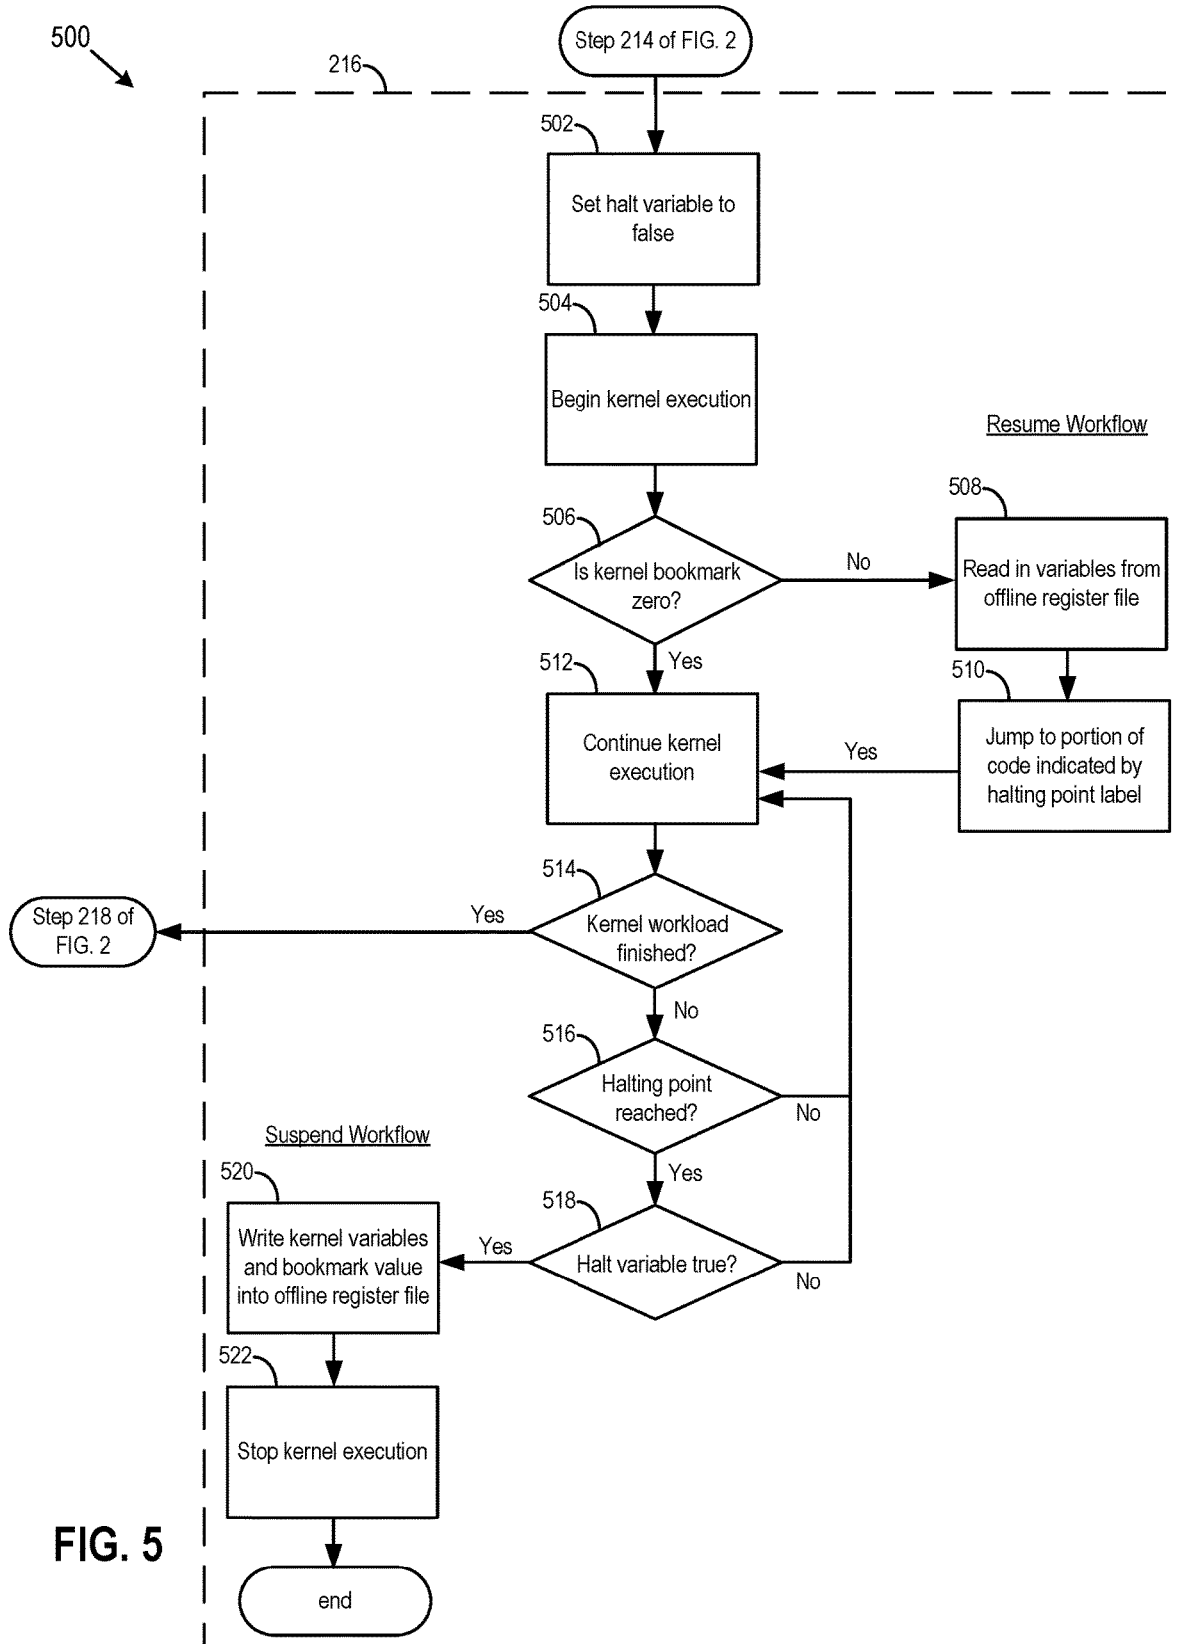 500
Step 214 of FIG. 2
216
502
Set halt variable to
false
504
Begin kernel execution
Resume Workflow
506
Is kernel bookmark
zero?
No
508
Read in variables from
offline register file
Yes
512
Continue kernel
execution
Yes
510
Jump to portion of
code indicated by
halting point label
514
Kernel workload
finished?
Yes
Step 218 of
FIG. 2
No
516
Halting point
reached?
No
Suspend Workflow
Yes
518
Halt variable true?
No
Yes
520
Write kernel variables
and bookmark value
into offline register file
522
Stop kernel execution
FIG. 5
end